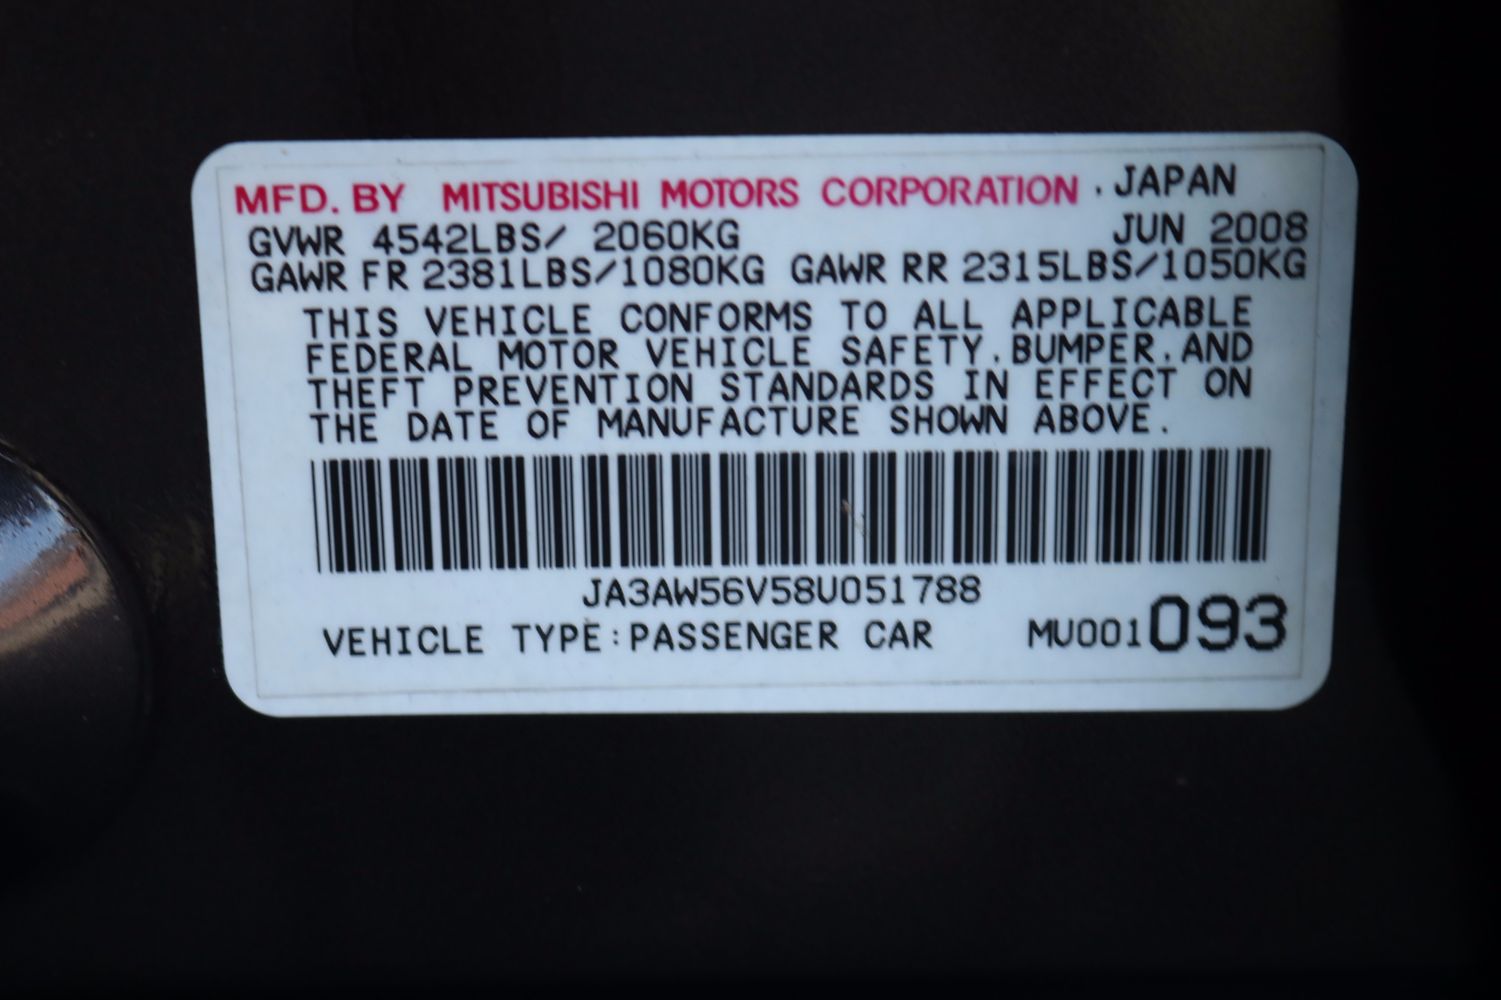 MFD. BY MITSUBISHI MOTORS CORPORATION , JAPAN
GVWR 4542LBS/ 2060KG JUN 2008
GAWR FR 2381LBS/1080KG GAWR RR 2315LBS/1050KG
THIS VEHICLE CONFORMS TO ALL APPLICABLE
FEDERAL MOTOR VEHICLE SAFETY,BUMPER,AND
THEFT PREVENTION STANDARDS IN EFFECT ON
THE DATE OF MANUFACTURE SHOWN ABOVE.
JA3AW56V58U051788
VEHICLE TYPE:PASSENGER CAR MU001093